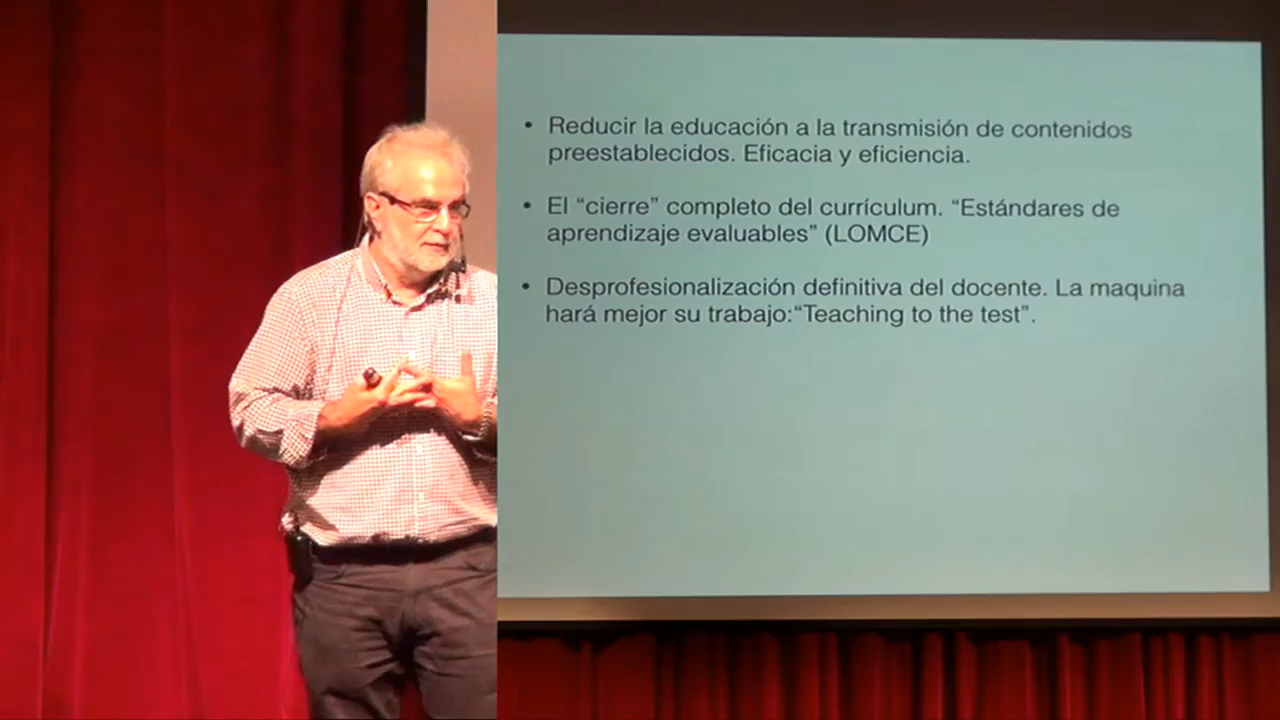 • Reducir la educación a la transmisión de contenidos
preestablecidos. Eficacia y eficiencia.
• El “cierre” completo del currículum. “Estándares de
aprendizaje evaluables” (LOMCE)
• Desprofesionalización definitiva del docente. La maquina
hará mejor su trabajo:“Teaching to the test”.